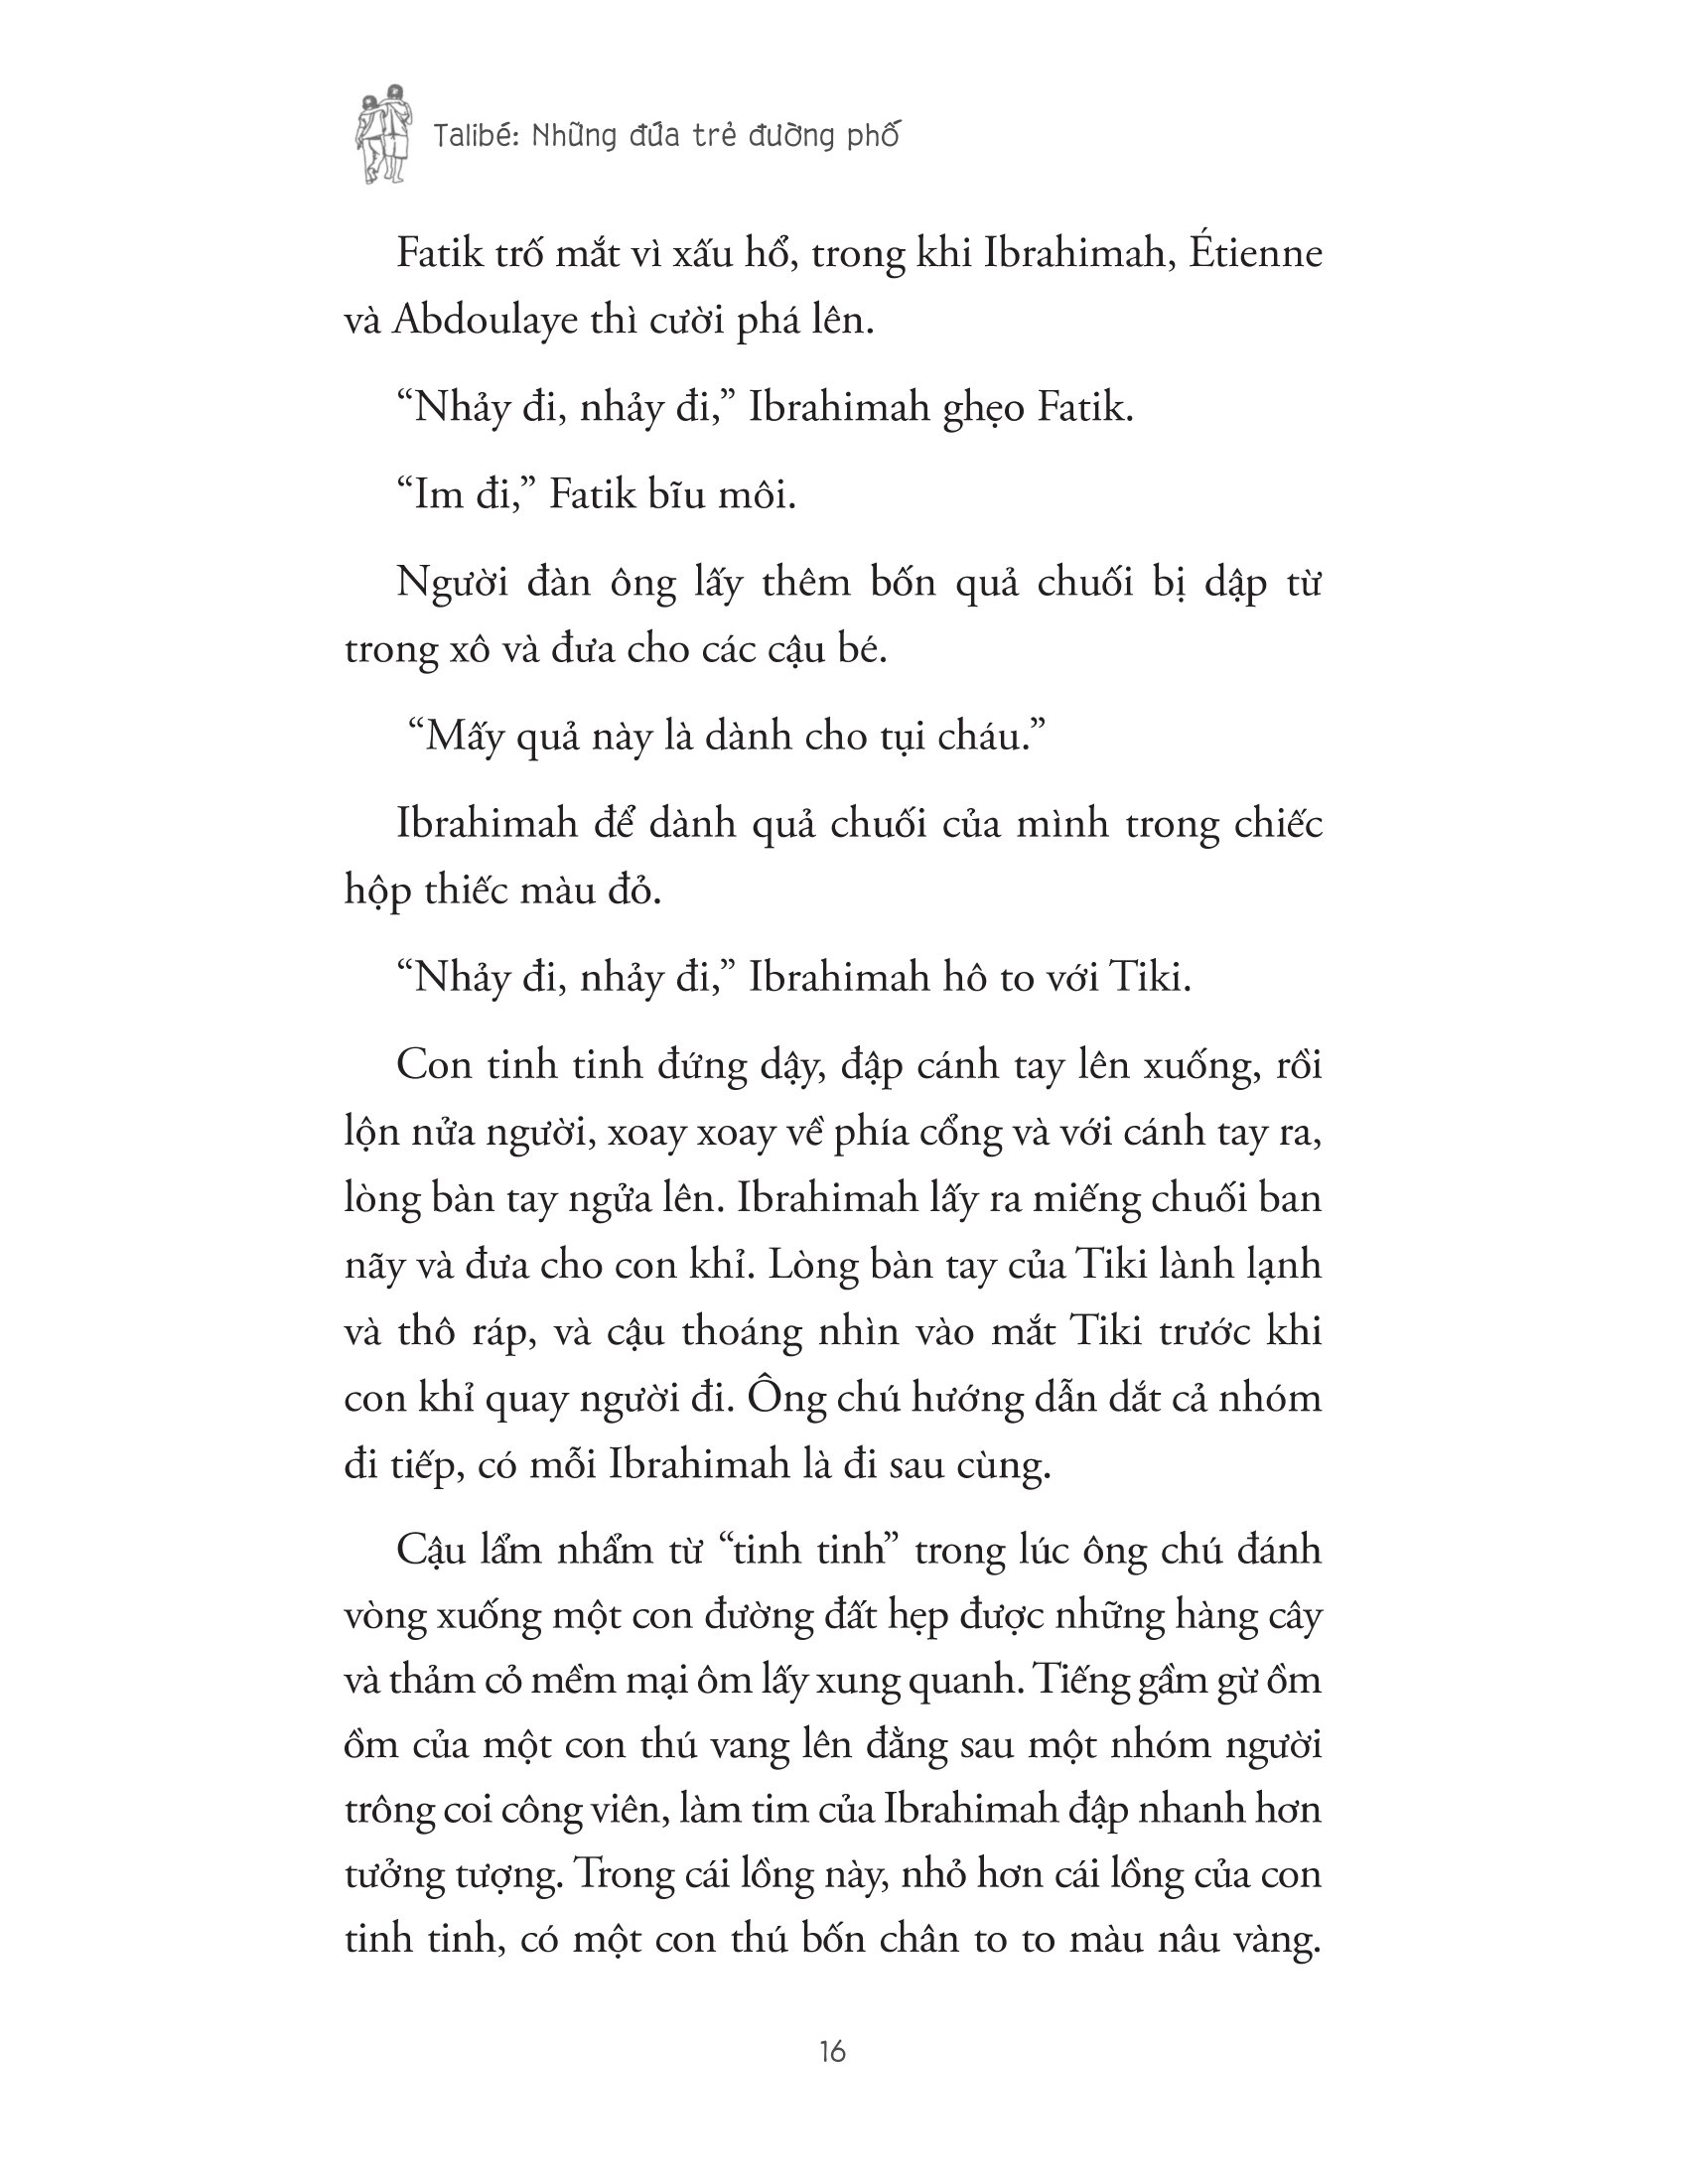 Talibé: Những đứa trẻ đường phố
Fatik trố mắt vì xấu hổ, trong khi Ibrahimah, Étienne
và Abdoulaye thì cười phá lên.
“Nhảy đi, nhảy đi,” Ibrahimah ghẹo Fatik.
“Im đi,” Fatik bĩu môi.
Người đàn ông lấy thêm bốn quả chuối bị dập từ
trong xô và đưa cho các cậu bé.
“Mấy quả này là dành cho tụi cháu.”
Ibrahimah để dành quả chuối của mình trong chiếc
hộp thiếc màu đỏ.
“Nhảy đi, nhảy đi,” Ibrahimah hô to với Tiki.
Con tinh tinh đứng dậy, đập cánh tay lên xuống, rồi
lộn nửa người, xoay xoay về phía cổng và với cánh tay ra,
lòng bàn tay ngửa lên. Ibrahimah lấy ra miếng chuối ban
nãy và đưa cho con khỉ. Lòng bàn tay của Tiki lành lạnh
và thô ráp, và cậu thoáng nhìn vào mắt Tiki trước khi
con khỉ quay người đi. Ông chú hướng dẫn dắt cả nhóm
đi tiếp, có mỗi Ibrahimah là đi sau cùng.
Cậu lẩm nhẩm từ “tinh tinh” trong lúc ông chú đánh
vòng xuống một con đường đất hẹp được những hàng cây
và thảm cỏ mềm mại ôm lấy xung quanh. Tiếng gầm gừ ồm
ồm của một con thú vang lên đằng sau một nhóm người
trông coi công viên, làm tim của Ibrahimah đập nhanh hơn
tưởng tượng. Trong cái lồng này, nhỏ hơn cái lồng của con
tinh tinh, có một con thú bốn chân to to màu nâu vàng.
16